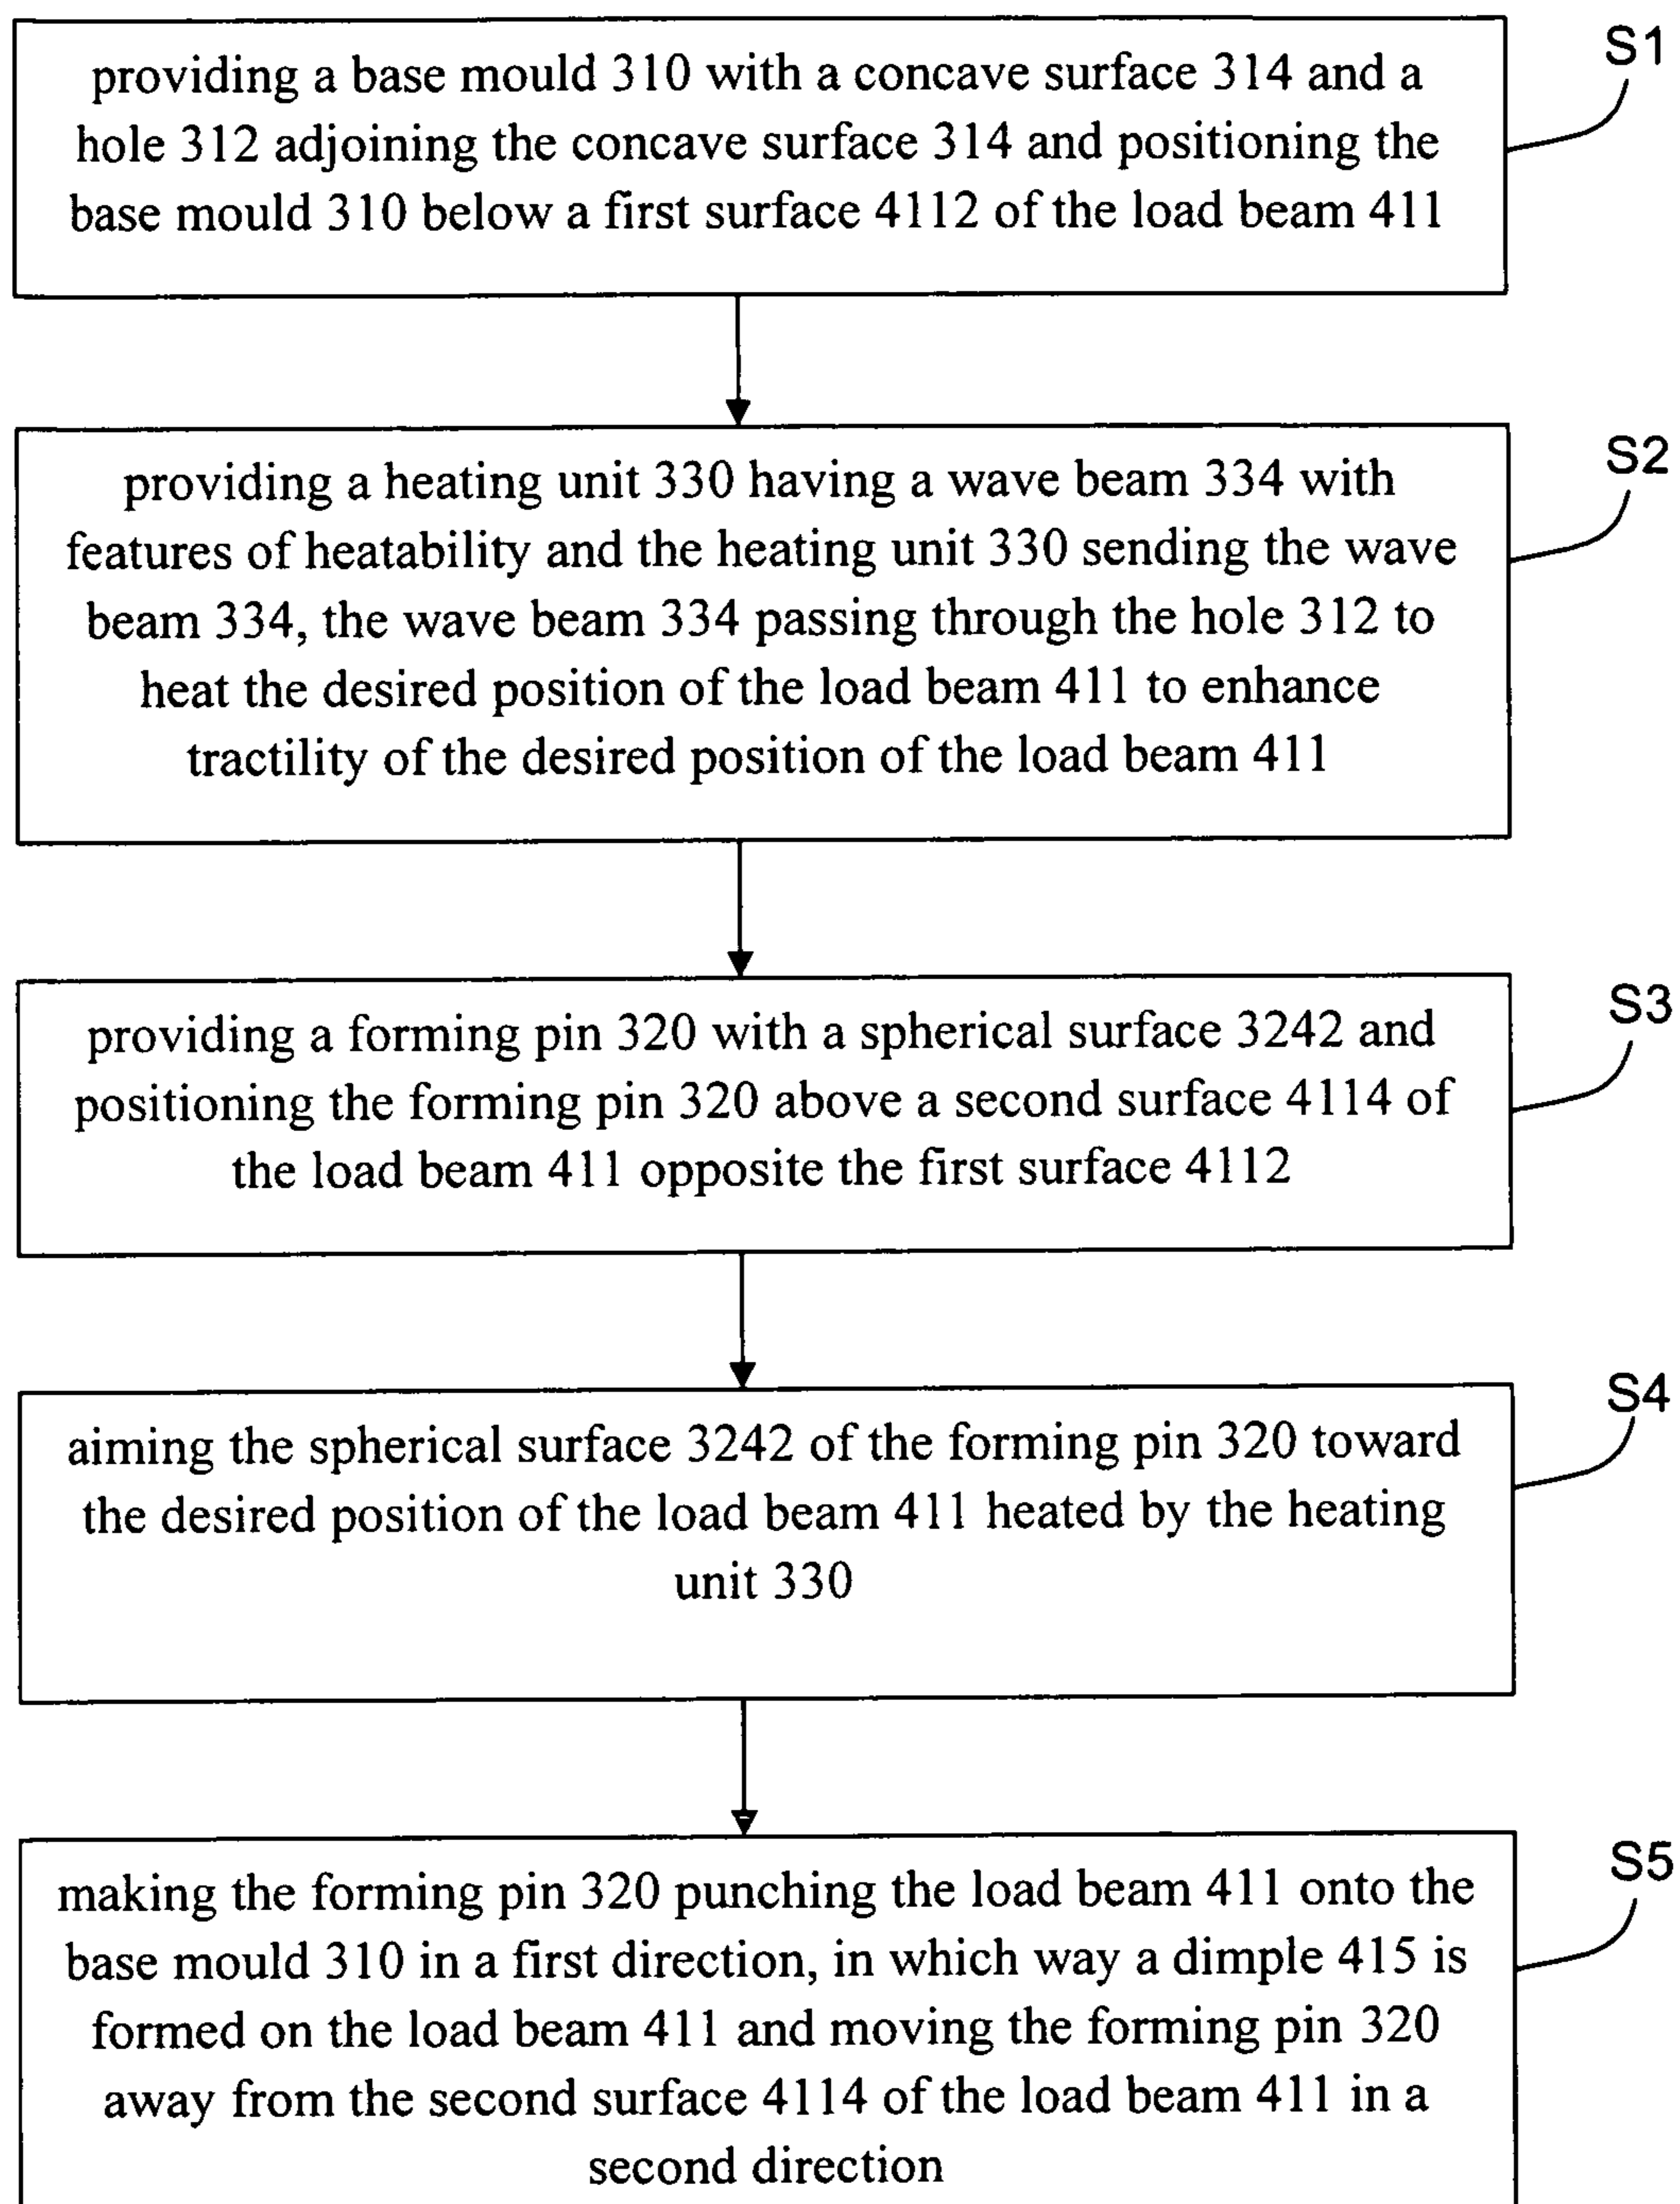 S1
providing a base mould 310 with a concave surface 314 and a
hole 312 adjoining the concave surface 314 and positioning the
base mould 310 below a first surface 4112 of the load beam 411
S2
providing a heating unit 330 having a wave beam 334 with
features of heatability and the heating unit 330 sending the wave
beam 334, the wave beam 334 passing through the hole 312 to
heat the desired position of the load beam 411 to enhance
tractility of the desired position of the load beam 411
S3
providing a forming pin 320 with a spherical surface 3242 and
positioning the forming pin 320 above a second surface 4114 of
the load beam 411 opposite the first surface 4112
S4
aiming the spherical surface 3242 of the forming pin 320 toward
the desired position of the load beam 411 heated by the heating
unit 330
S5
making the forming pin 320 punching the load beam 411 onto the
base mould 310 in a first direction, in which way a dimple 415 is
formed on the load beam 411 and moving the forming pin 320
away from the second surface 4114 of the load beam 411 in a
second direction